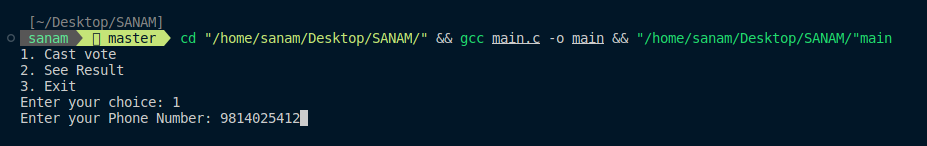 [~/Desktop/SANAM]
sanam master cd "/home/sanam/Desktop/SANAM/" && gcc main.c -o main && "/home/sanam/Desktop/SANAM/"main
1. Cast vote
2. See Result
3. Exit
Enter your choice: 1
Enter your Phone Number: 9814025412